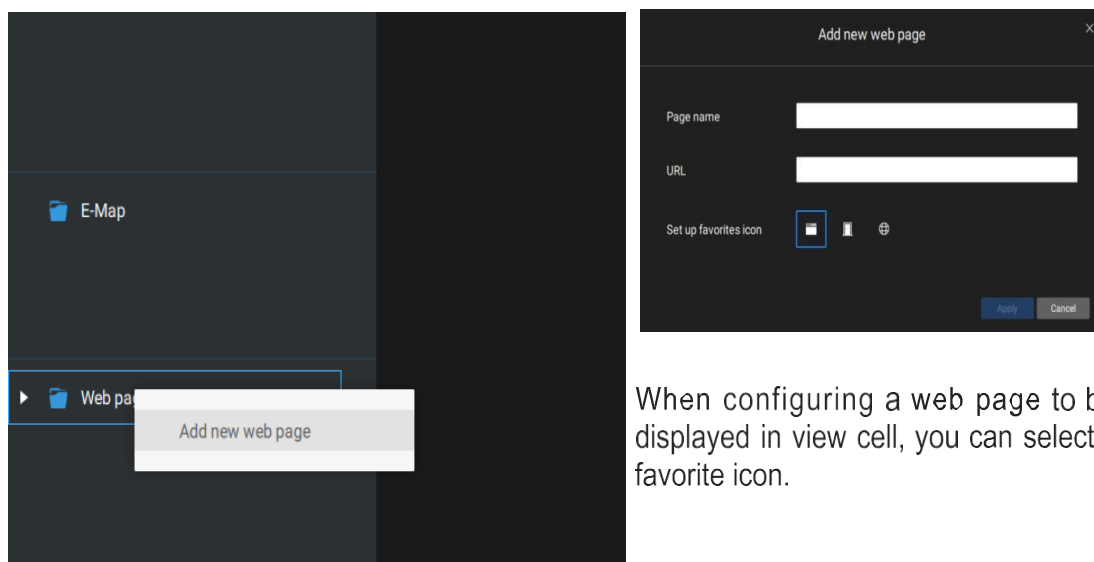 E-Map
Web pa
Add new web page
Add new web page
Page name
URL
Set up favorites icon
Apply Cancel
When configuring a web page to
displayed in view cell, you can select
favorite icon.